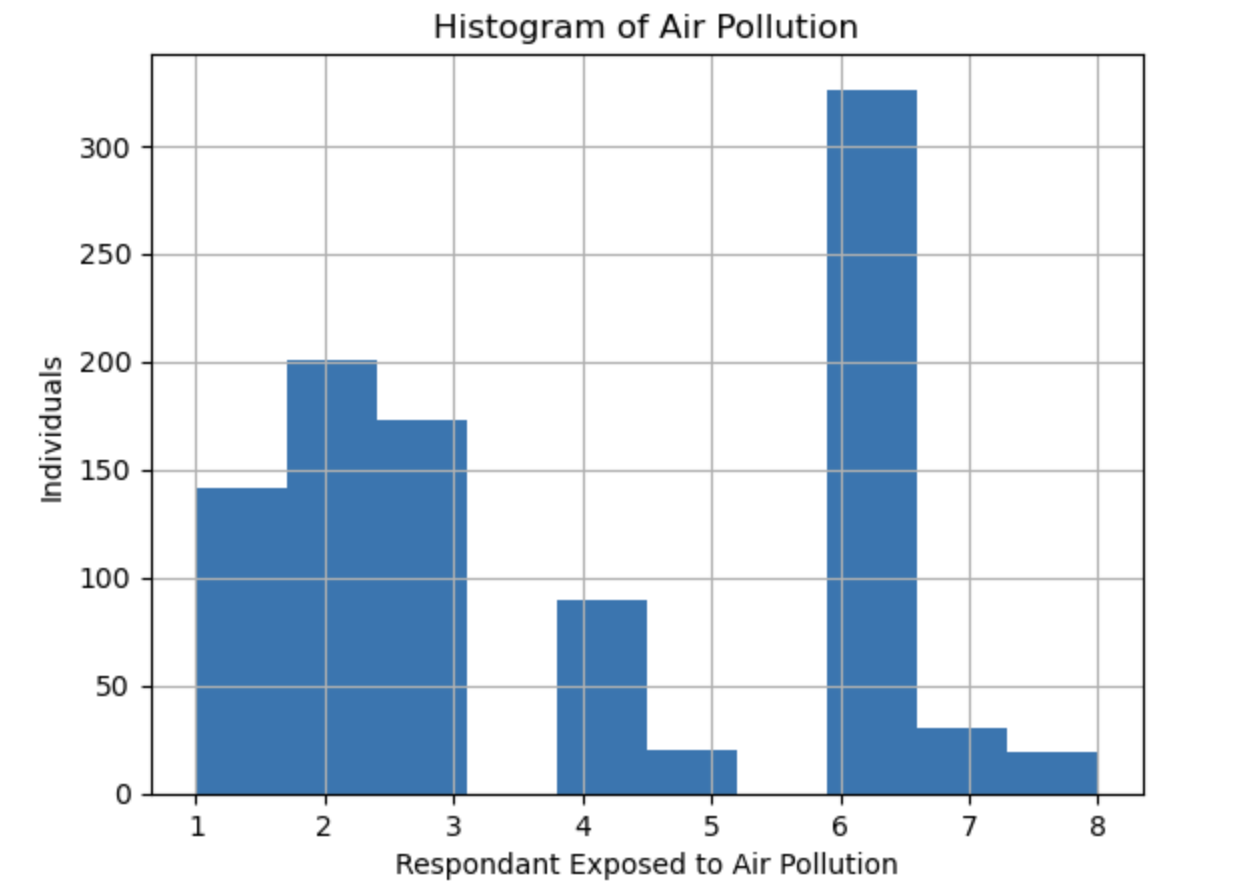 Histogram of Air Pollution
300
250
200
150
100
50
0
Individuals
1 2 3 4 5 6 7 8
Respondant Exposed to Air Pollution